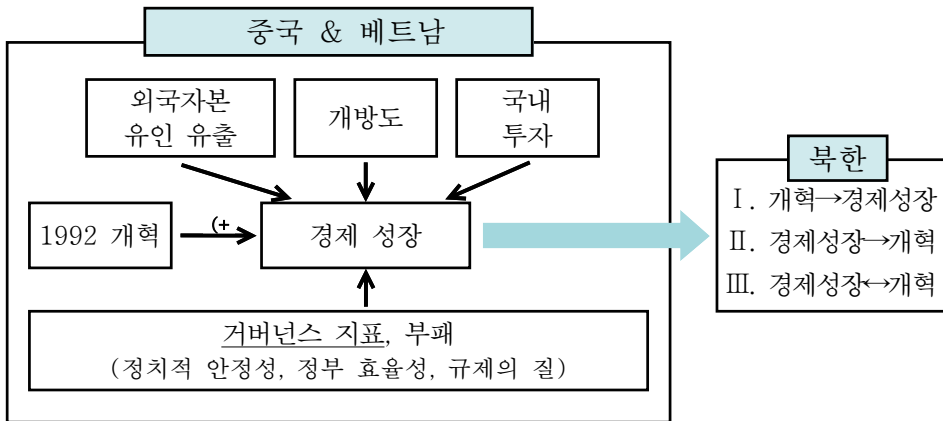 중국 & 베트남
외국자본
유인 유출
개방도
국내
투자
1992 개혁
(+
경제 성장
거버넌스 지표, 부패
(정치적 안정성, 정부 효율성, 규제의 질)
북한
Ⅰ. 개혁→경제성장
Ⅱ. 경제성장→개혁
Ⅲ. 경제성장↔개혁